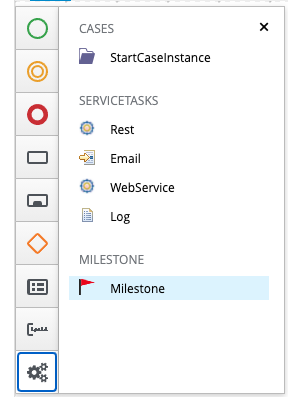 CASES
StartCaseInstance
SERVICETASKS
Rest
Email
WebService
Log
MILESTONE
Milestone